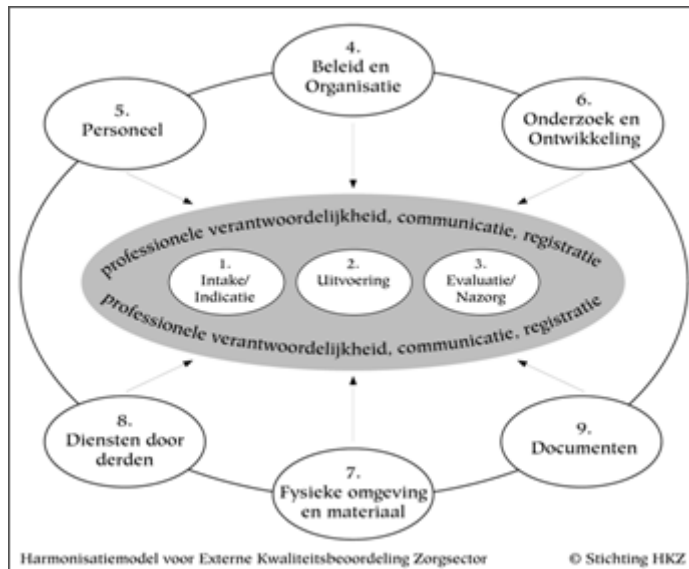 4.
Beleid en
Organisatie
5.
Personeel
6.
Onderzoek en
Ontwikkeling
professionele verantwoordelijkheid, communicatie, registratie
1.
Intake/
Indicatie
2.
Uitvoering
3.
Evaluatie/
Nazorg
professionele verantwoordelijkheid, communicatie, registratie
8.
Diensten door
derden
7.
Fysieke omgeving
en materiaal
9.
Documenten
Harmonisatiemodel voor Externe Kwaliteitsbeoordeling Zorgsector
© Stichting HKZ